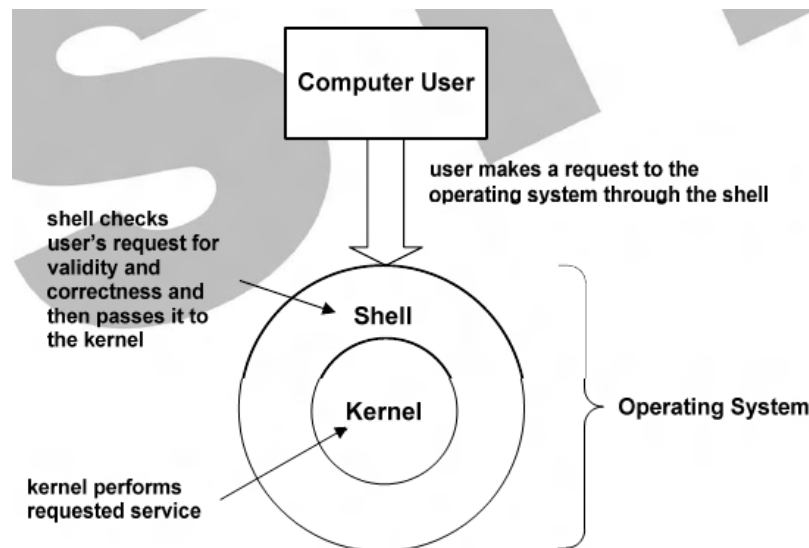 Computer User
user makes a request to the
operating system through the shell
shell checks
user's request for
validity and
correctness and
then passes it to
the kernel
Shell
Kernel
Operating System
kernel performs
requested service